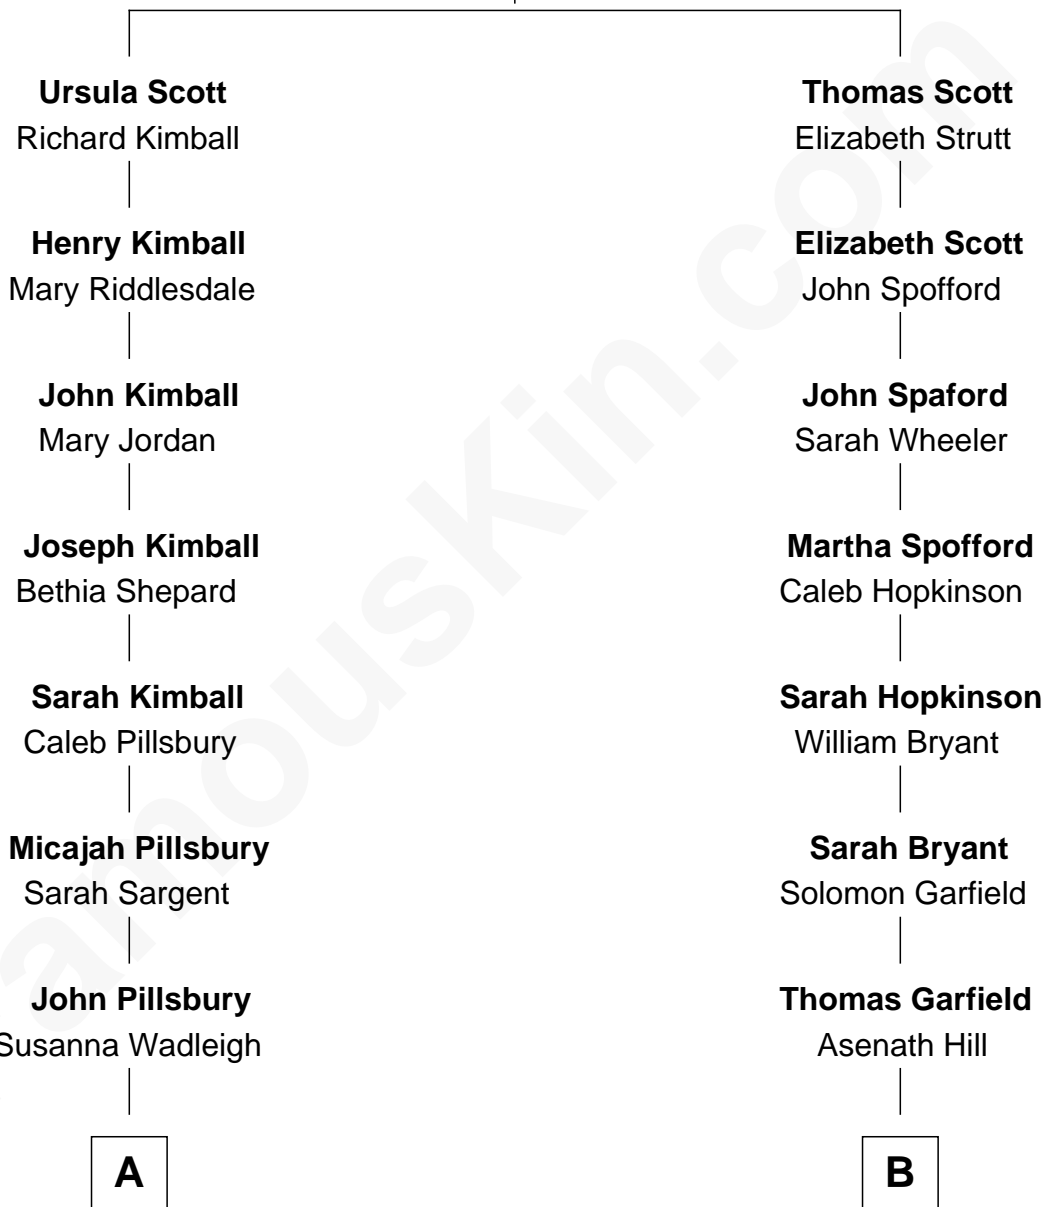 Ursula Scott
Richard Kimball
Henry Kimball
Mary Riddlesdale
John Kimball
Mary Jordan
Joseph Kimball
Bethia Shepard
Sarah Kimball
Caleb Pillsbury
Micajah Pillsbury
Sarah Sargent
John Pillsbury
Susanna Wadleigh
A
Thomas Scott
Elizabeth Strutt
Elizabeth Scott
John Spofford
John Spaford
Sarah Wheeler
Martha Spofford
Caleb Hopkinson
Sarah Hopkinson
William Bryant
Sarah Bryant
Solomon Garfield
Thomas Garfield
Asenath Hill
B
amouskin.com